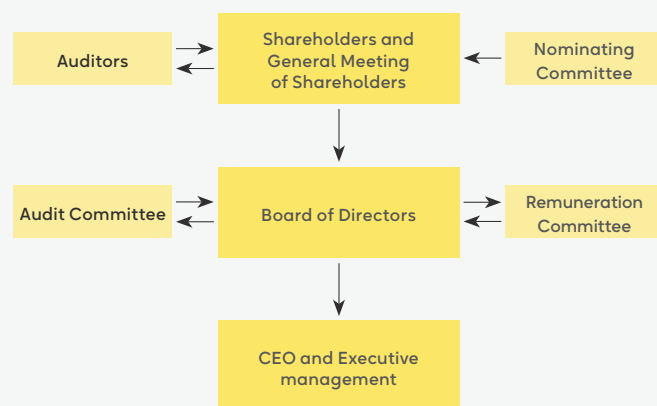 Auditors
Shareholders and
General Meeting
of Shareholders
Nominating
Committee
Audit Committee
Board of Directors
Remuneration
Committee
CEO and Executive
management